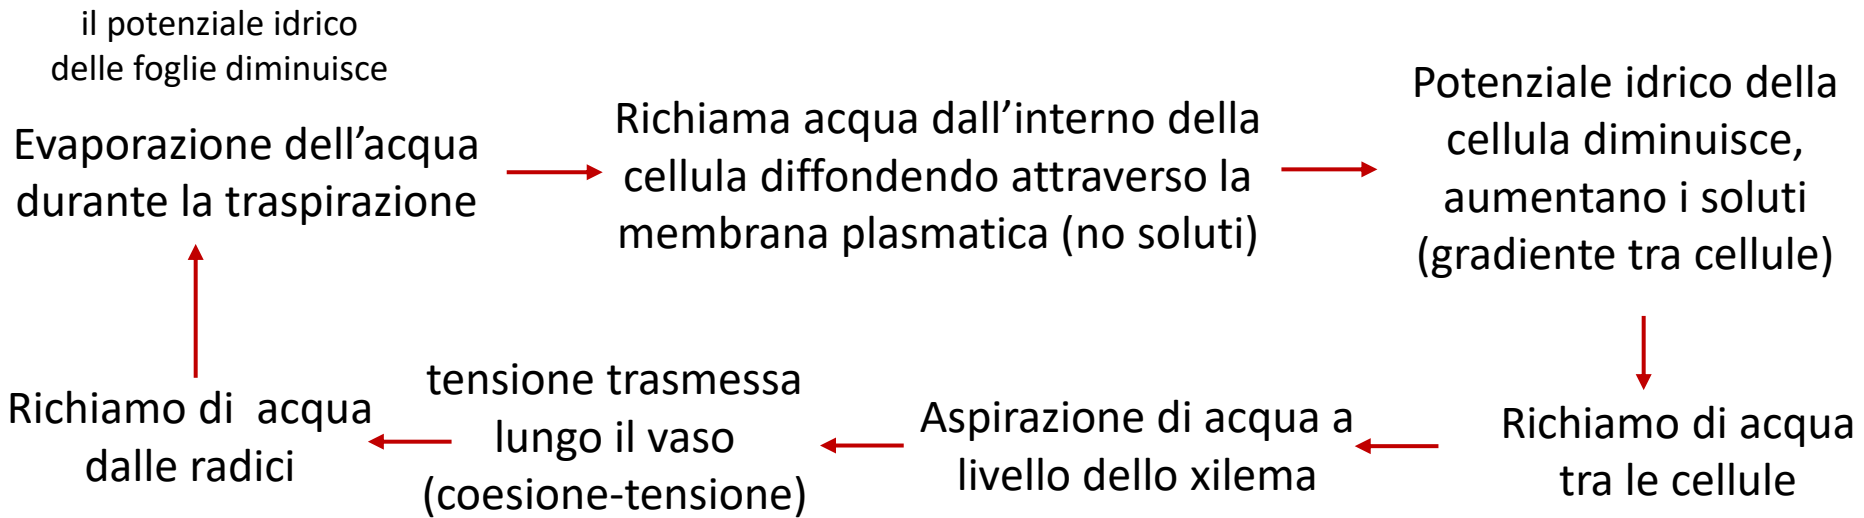 il potenziale idrico
delle foglie diminuisce
Evaporazione dell’acqua
durante la traspirazione
Richiama acqua dall’interno della
cellula diffondendo attraverso la
membrana plasmatica (no soluti)
Potenziale idrico della
cellula diminuisce,
aumentano i soluti
(gradiente tra cellule)
Richiamo di acqua
tra le cellule
Aspirazione di acqua a
livello dello xilema
tensione trasmessa
lungo il vaso
(coesione-tensione)
Richiamo di acqua
dalle radici